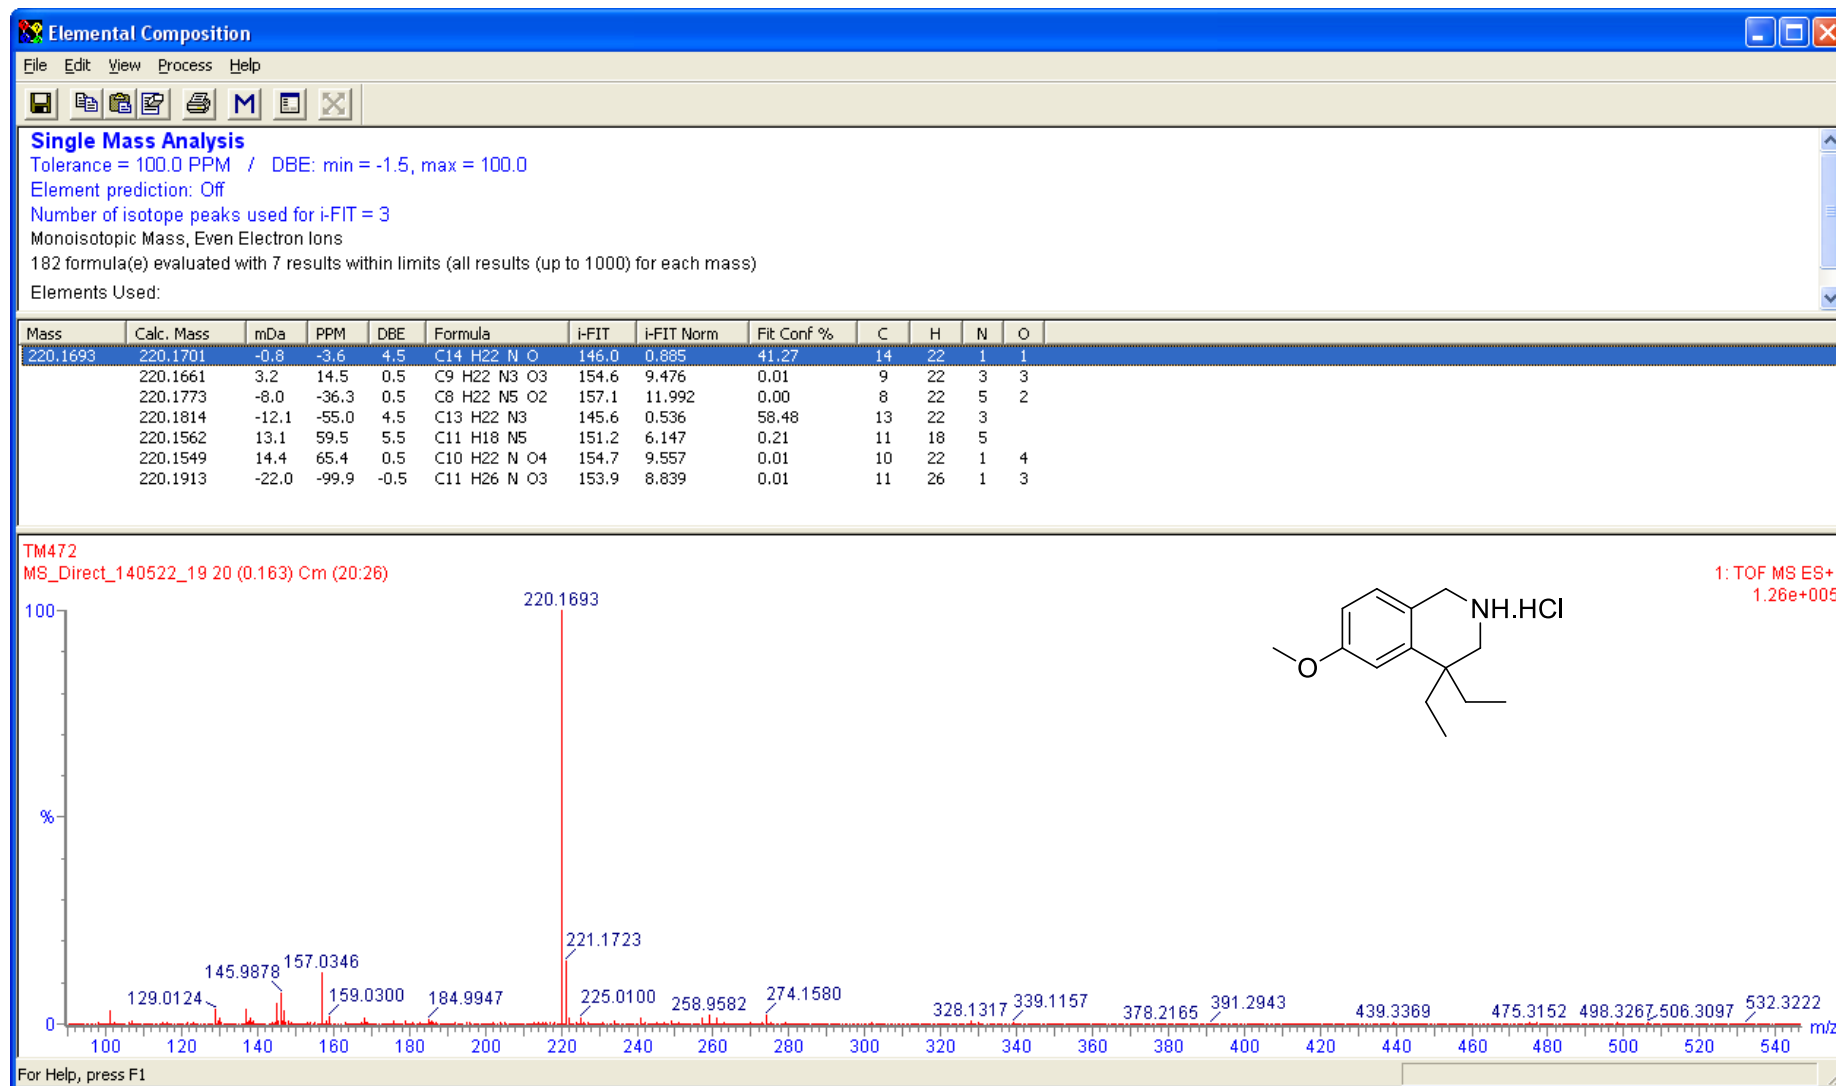 Elemental Composition
File Edit View Process Help
M
Single Mass Analysis
Tolerance = 100.0 PPM / DBE: min = -1.5, max = 100.0
Element prediction: Off
Number of isotope peaks used for i-FIT = 3
Monoisotopic Mass, Even Electron Ions
182 formula(e) evaluated with 7 results within limits (all results (up to 1000) for each mass)
Elements Used:
Mass Calc. Mass mDa PPM DBE Formula i-FIT i-FIT Norm Fit Conf % C H N O
220.1693 220.1701 -0.8 -3.6 4.5 C14 H22 N O 146.0 0.885 41.27 14 22 1 1
220.1661 3.2 14.5 0.5 C9 H22 N3 O3 154.6 9.476 0.01 9 22 3 3
220.1773 -8.0 -36.3 0.5 C8 H22 N5 O2 157.1 11.992 0.00 8 22 5 2
220.1814 -12.1 -55.0 4.5 C13 H22 N3 145.6 0.536 58.48 13 22 3
220.1562 13.1 59.5 5.5 C11 H18 N5 151.2 6.147 0.21 11 18 5
220.1549 14.4 65.4 0.5 C10 H22 N O4 154.7 9.557 0.01 10 22 1 4
220.1913 -22.0 -99.9 -0.5 C11 H26 N O3 153.9 8.839 0.01 11 26 1 3
TM472
MS_Direct_140522_19 20 (0.163) Cm (20:26)
1: TOF MS ES+
1.26e+005
100
220.1693
NH.HCl
O
%
221.1723
145.9878 157.0346
129.0124 159.0300 184.9947 225.0100 258.9582 274.1580 328.1317 339.1157 378.2165 391.2943 439.3369 475.3152 498.3267 506.3097 532.3222
0
m/z
100 120 140 160 180 200 220 240 260 280 300 320 340 360 380 400 420 440 460 480 500 520 540
For Help, press F1